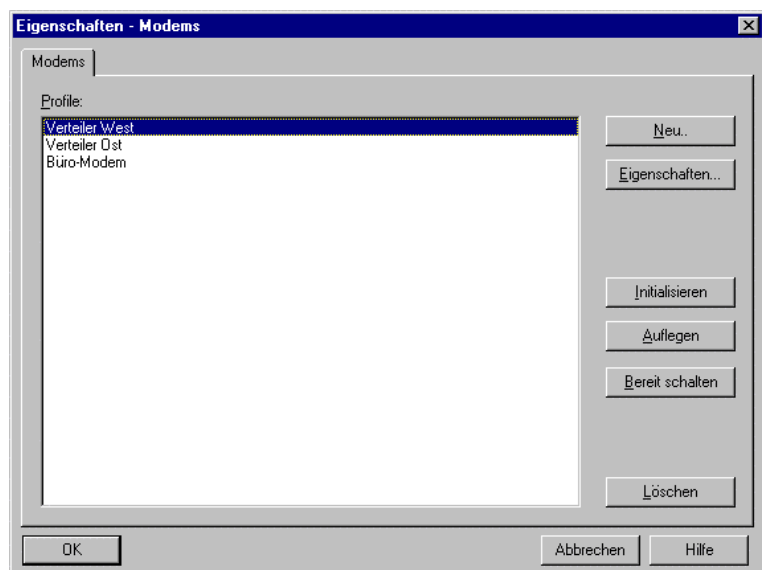 Eigenschaften - Modems
Modems
Profile:
Verteiler West
Verteiler Ost
Büro-Modem
Neu..
Eigenschaften...
Initialisieren
Auflegen
Bereit schalten
Löschen
OK
Abbrechen
Hilfe